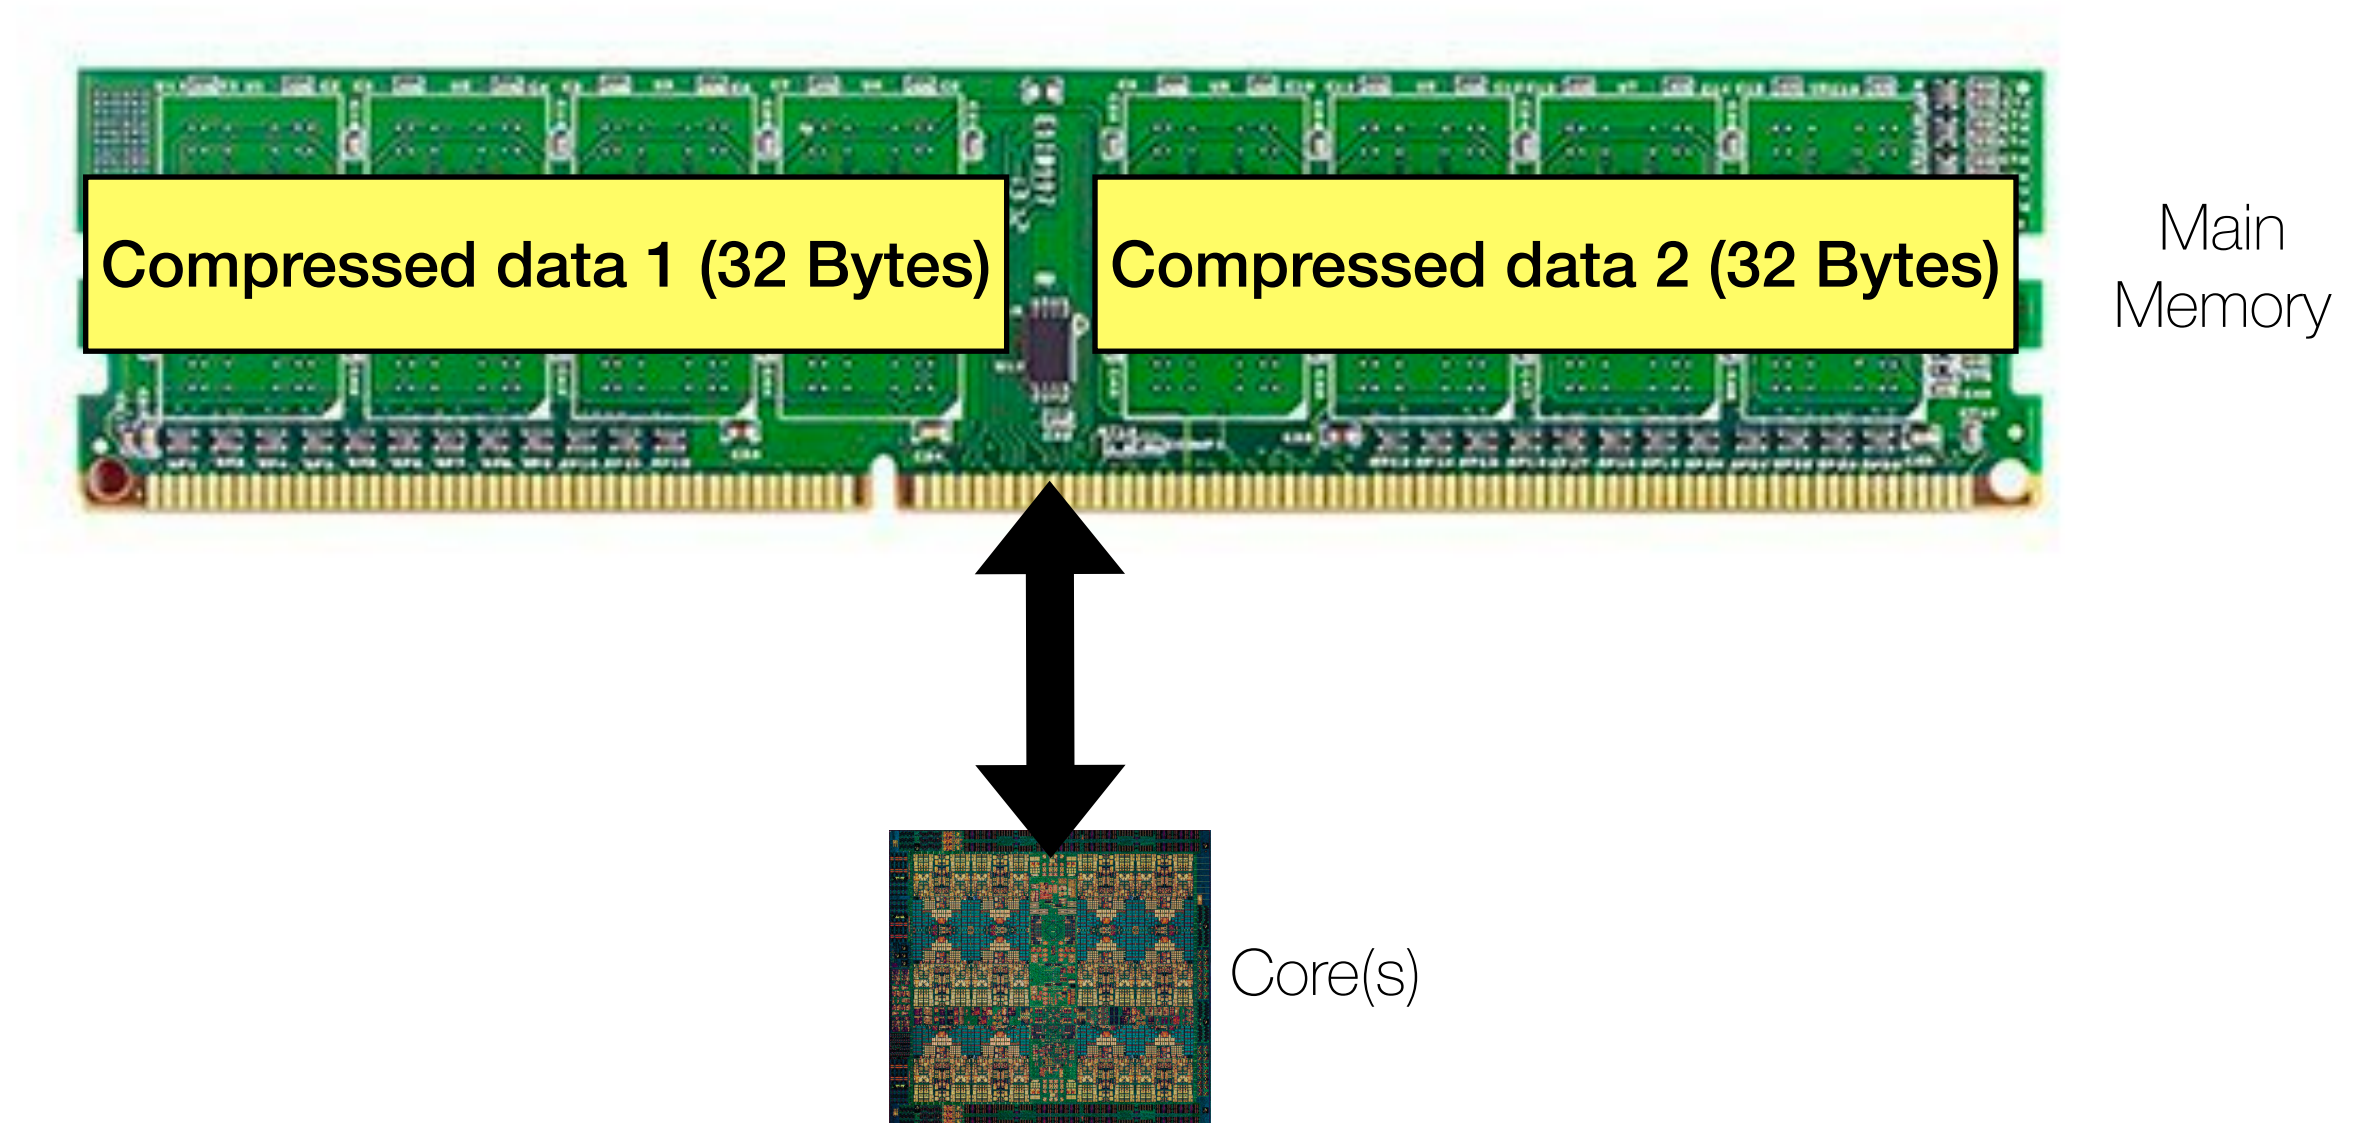 Compressed data 1 (32 Bytes)
Compressed data 2 (32 Bytes)
Main
Memory
Core(s)